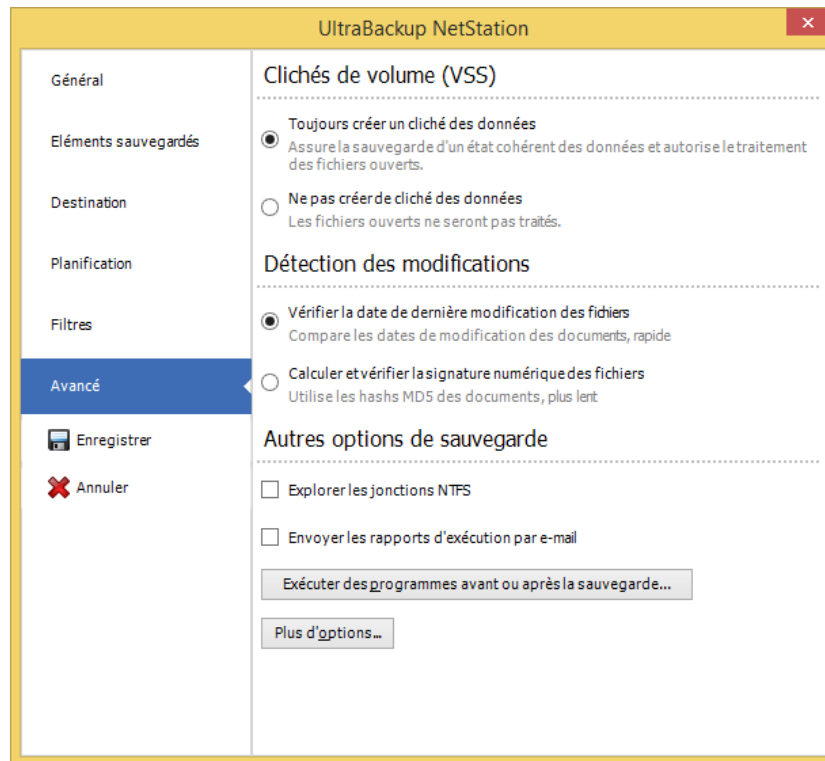 UltraBackup NetStation
Général
Eléments sauvegardés
Destination
Planification
Filtres
Avancé
Enregistrer
Annuler
Clichés de volume (VSS)
Toujours créer un cliché des données
Assure la sauvegarde d'un état cohérent des données et autorise le traitement
des fichiers ouverts.
Ne pas créer de cliché des données
Les fichiers ouverts ne seront pas traités.
Détection des modifications
Vérifier la date de dernière modification des fichiers
Compare les dates de modification des documents, rapide
Calculer et vérifier la signature numérique des fichiers
Utilise les hashs MD5 des documents, plus lent
Autres options de sauvegarde
Explorer les jonctions NTFS
Envoyer les rapports d'exécution par e-mail
Exécuter des programmes avant ou après la sauvegarde...
Plus d'options...